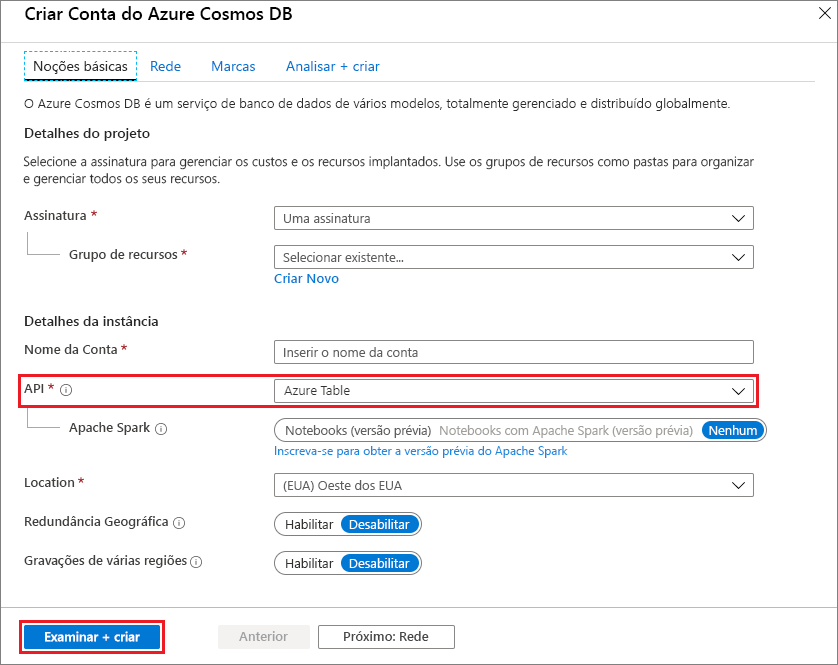 Criar Conta do Azure Cosmos DB
Noções básicas Rede Marcas Analisar + criar
O Azure Cosmos DB é um serviço de banco de dados de vários modelos, totalmente gerenciado e distribuído globalmente.
Detalhes do projeto
Selecione a assinatura para gerenciar os custos e os recursos implantados. Use os grupos de recursos como pastas para organizar
e gerenciar todos os seus recursos.
Assinatura * Uma assinatura
Grupo de recursos * Selecionar existente...
Criar Novo
Detalhes da instância
Nome da Conta * Inserir o nome da conta
API * Azure Table
Apache Spark Notebooks (versão prévia) Notebooks com Apache Spark (versão prévia) Nenhum
Inscreva-se para obter a versão prévia do Apache Spark
Location * (EUA) Oeste dos EUA
Redundância Geográfica Habilitar Desabilitar
Gravações de várias regiões Habilitar Desabilitar
Examinar + criar Anterior Próximo: Rede